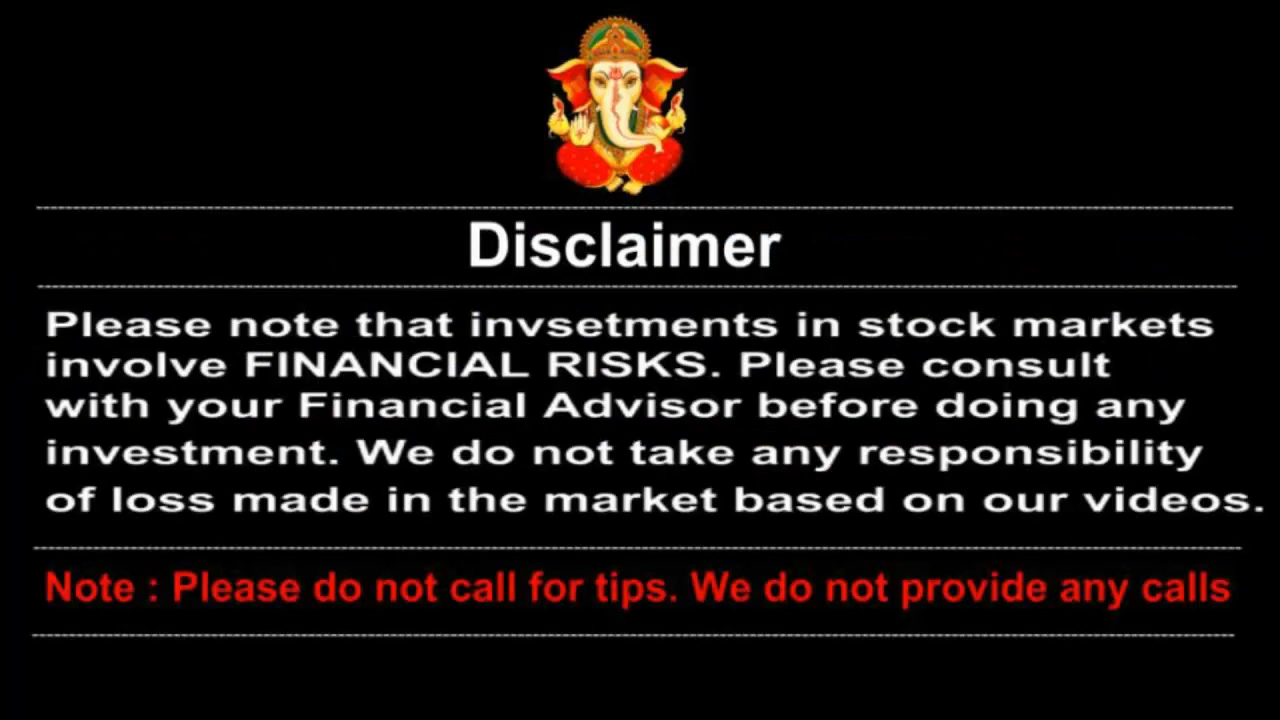 Disclaimer
Please note that invsetments in stock markets
involve FINANCIAL RISKS. Please consult
with your Financial Advisor before doing any
investment. We do not take any responsibility
of loss made in the market based on our videos.
Note : Please do not call for tips. We do not provide any calls